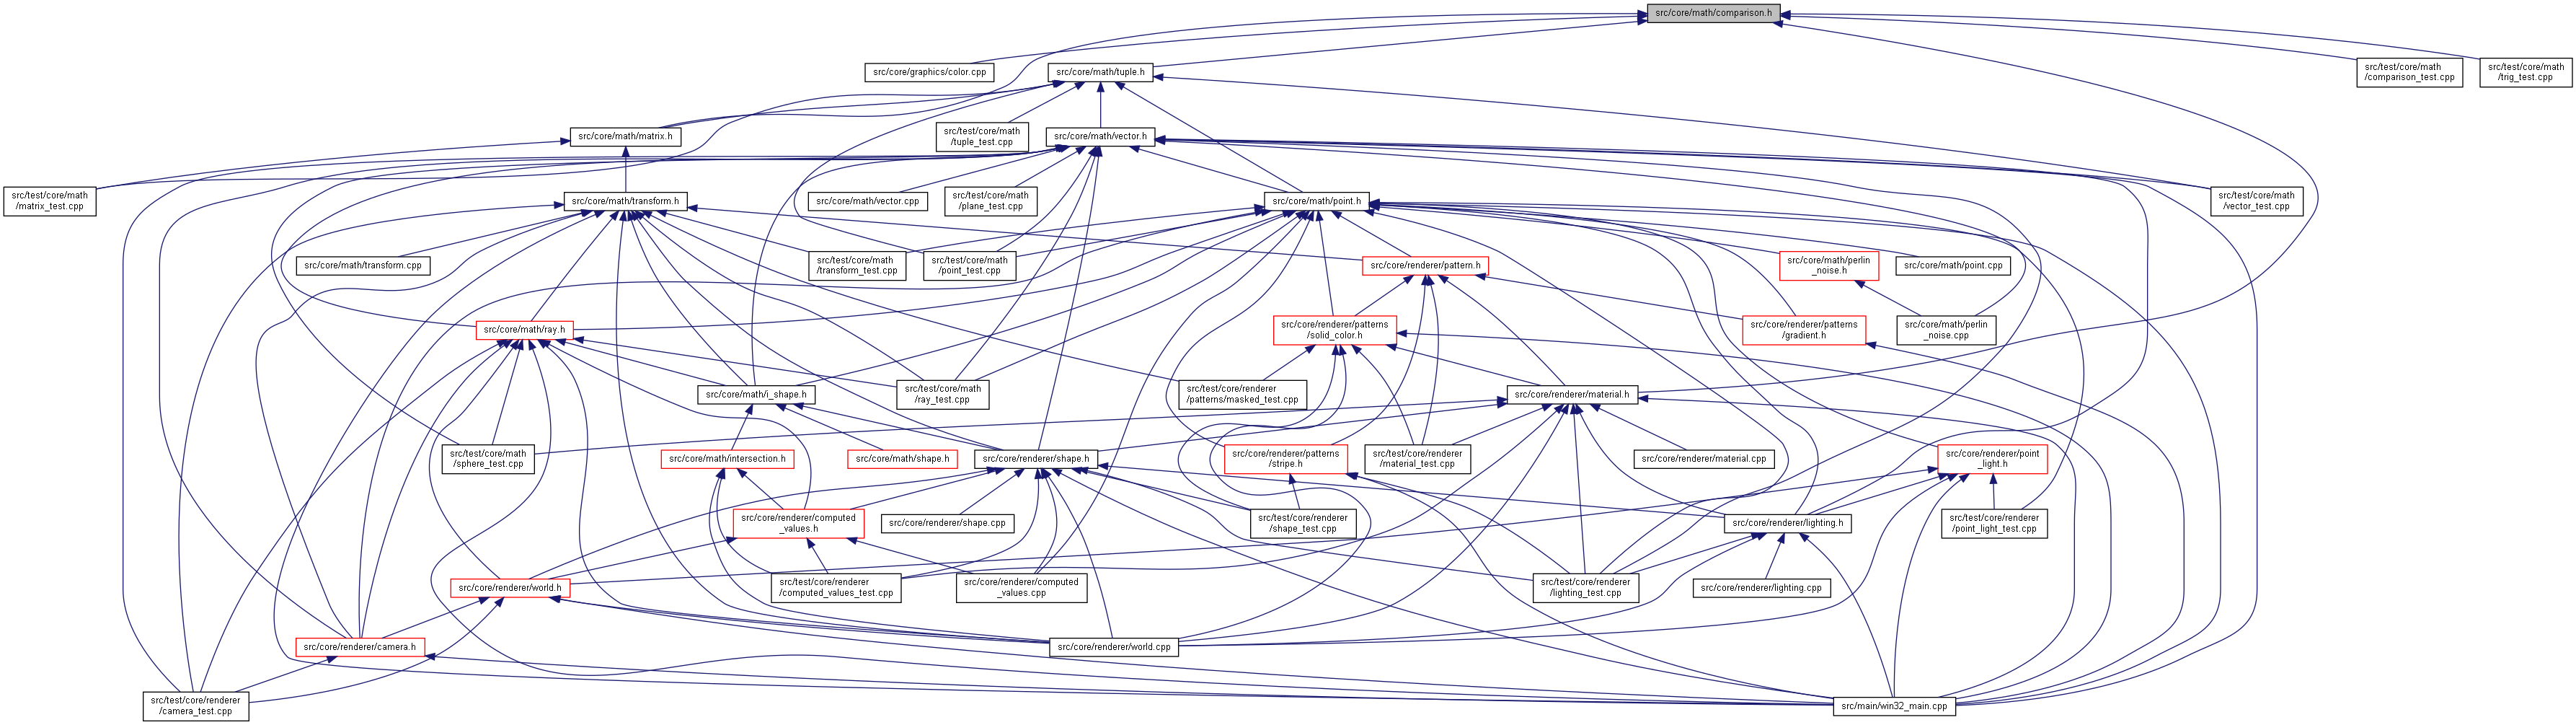 src/core/math/comparison.h
src/core/graphics/color.cpp
src/core/math/tuple.h
src/test/core/math
/comparison_test.cpp
src/test/core/math
/trig_test.cpp
src/core/math/matrix.h
src/test/core/math
/tuple_test.cpp
src/core/math/vector.h
src/test/core/math
/matrix_test.cpp
src/core/math/transform.h
src/core/math/vector.cpp
src/test/core/math
/plane_test.cpp
src/core/math/point.h
src/test/core/math
/vector_test.cpp
src/core/math/transform.cpp
src/test/core/math
/transform_test.cpp
src/test/core/math
/point_test.cpp
src/core/renderer/pattern.h
src/core/math/perlin
_noise.h
src/core/math/point.cpp
src/core/math/ray.h
src/core/renderer/patterns
/solid_color.h
src/core/renderer/patterns
/gradient.h
src/core/math/perlin
_noise.cpp
src/core/math/i_shape.h
src/test/core/math
/ray_test.cpp
src/test/core/renderer
/patterns/masked_test.cpp
src/core/renderer/material.h
src/test/core/math
/sphere_test.cpp
src/core/math/intersection.h
src/core/math/shape.h
src/core/renderer/shape.h
src/core/renderer/patterns
/stripe.h
src/test/core/renderer
/material_test.cpp
src/core/renderer/material.cpp
src/core/renderer/point
_light.h
src/core/renderer/computed
_values.h
src/core/renderer/shape.cpp
src/test/core/renderer
/shape_test.cpp
src/core/renderer/lighting.h
src/test/core/renderer
/point_light_test.cpp
src/core/renderer/world.h
src/test/core/renderer
/computed_values_test.cpp
src/core/renderer/computed
_values.cpp
src/test/core/renderer
/lighting_test.cpp
src/core/renderer/lighting.cpp
src/core/renderer/camera.h
src/core/renderer/world.cpp
src/test/core/renderer
/camera_test.cpp
src/main/win32_main.cpp